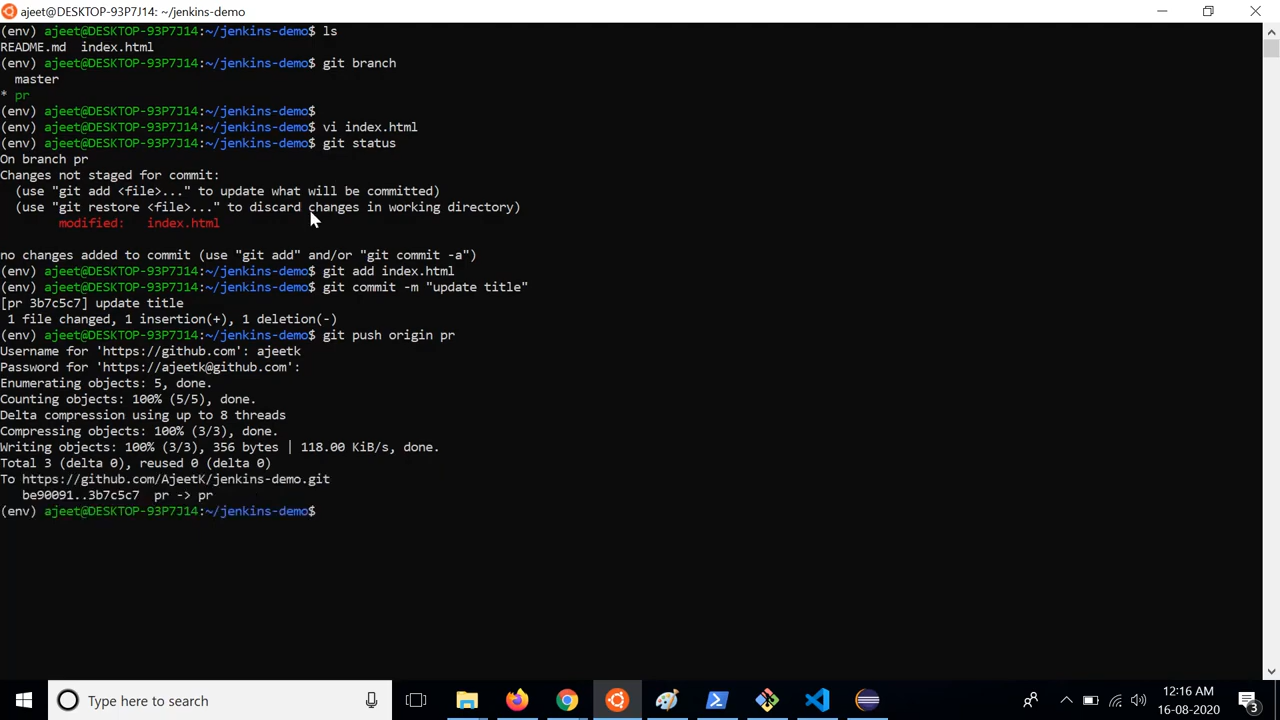 ajeet@DESKTOP-93P7J14: ~/jenkins-demo
(env) ajeet@DESKTOP-93P7J14:~/jenkins-demo$ ls
README.md  index.html
(env) ajeet@DESKTOP-93P7J14:~/jenkins-demo$ git branch
  master
* pr
(env) ajeet@DESKTOP-93P7J14:~/jenkins-demo$
(env) ajeet@DESKTOP-93P7J14:~/jenkins-demo$ vi index.html
(env) ajeet@DESKTOP-93P7J14:~/jenkins-demo$ git status
On branch pr
Changes not staged for commit:
  (use "git add <file>..." to update what will be committed)
  (use "git restore <file>..." to discard changes in working directory)
        modified:   index.html
no changes added to commit (use "git add" and/or "git commit -a")
(env) ajeet@DESKTOP-93P7J14:~/jenkins-demo$ git add index.html
(env) ajeet@DESKTOP-93P7J14:~/jenkins-demo$ git commit -m "update title"
[pr 3b7c5c7] update title
 1 file changed, 1 insertion(+), 1 deletion(-)
(env) ajeet@DESKTOP-93P7J14:~/jenkins-demo$ git push origin pr
Username for 'https://github.com': ajeetk
Password for 'https://ajeetk@github.com':
Enumerating objects: 5, done.
Counting objects: 100% (5/5), done.
Delta compression using up to 8 threads
Compressing objects: 100% (3/3), done.
Writing objects: 100% (3/3), 356 bytes | 118.00 KiB/s, done.
Total 3 (delta 0), reused 0 (delta 0)
To https://github.com/AjeetK/jenkins-demo.git
   be90091..3b7c5c7  pr -> pr
(env) ajeet@DESKTOP-93P7J14:~/jenkins-demo$
Type here to search
12:16 AM
16-08-2020
3